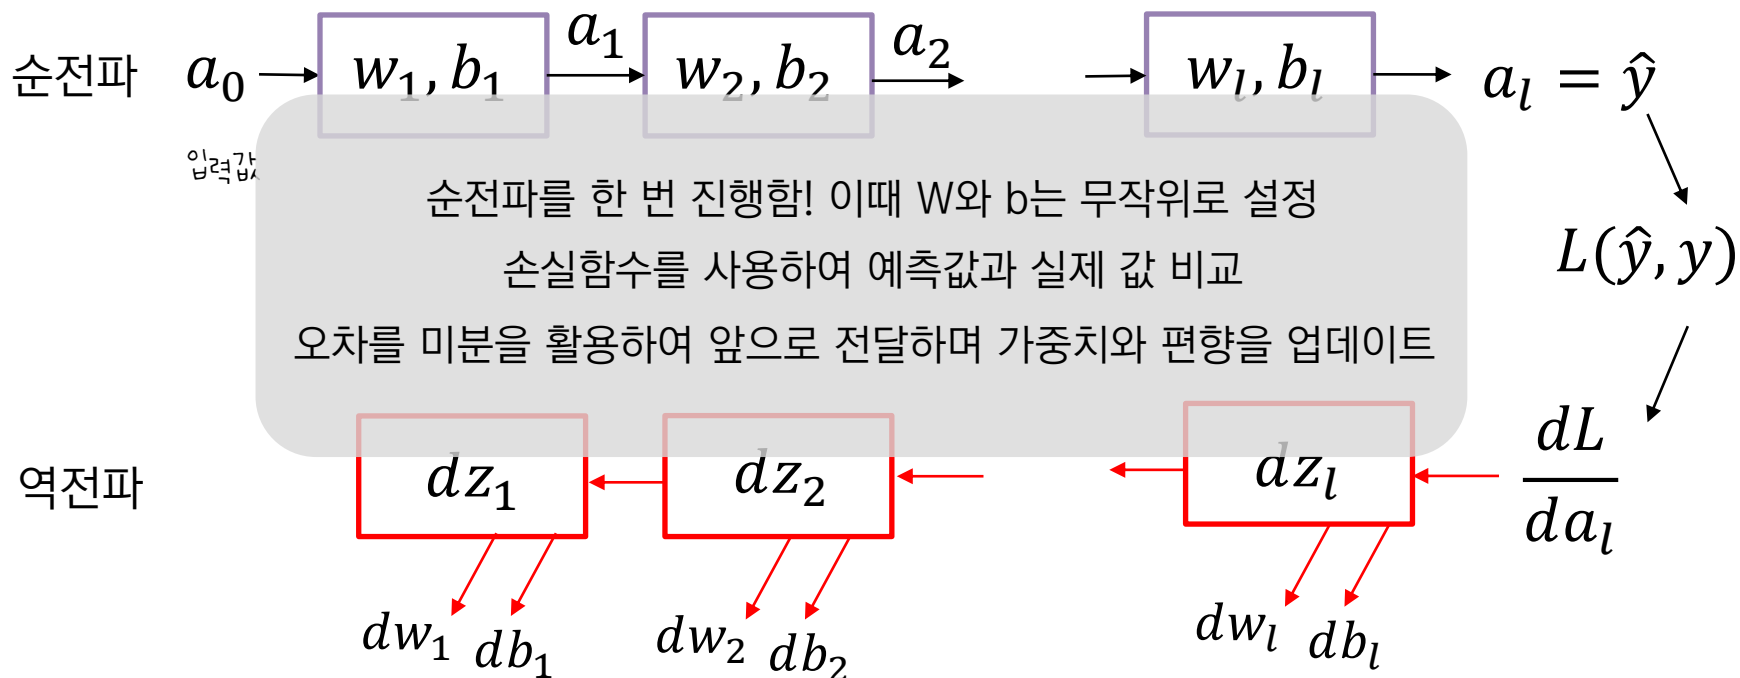 순전파 a₀ w₁, b₁ a₁ w₂, b₂ a₂ wₗ, bₗ aₗ = ŷ
입력값
순전파를 한 번 진행함! 이때 W와 b는 무작위로 설정
손실함수를 사용하여 예측값과 실제 값 비교
L(ŷ, y)
오차를 미분을 활용하여 앞으로 전달하며 가중치와 편향을 업데이트
역전파 dz₁ dz₂ dzₗ dL/daₗ
dw₁ db₁ dw₂ db₂ dwₗ dbₗ